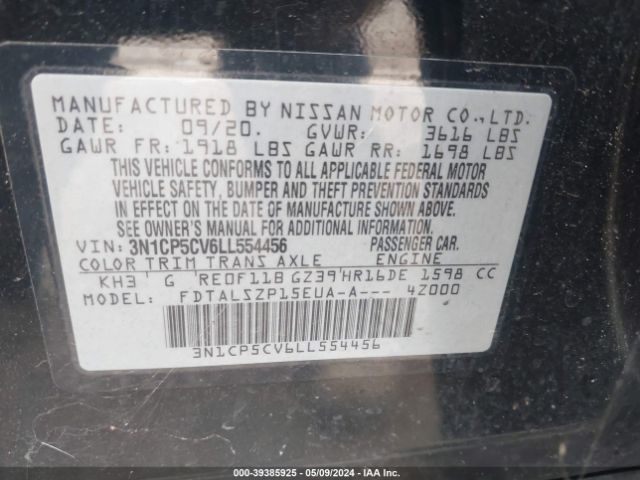 MANUFACTURED BY NISSAN MOTOR CO.,LTD.
DATE: 09/20. GVWR: 3616 LBS
GAWR FR: 1918 LBS GAWR RR: 1698 LBS
THIS VEHICLE CONFORMS TO ALL APPLICABLE FEDERAL MOTOR
VEHICLE SAFETY, BUMPER AND THEFT PREVENTION STANDARDS
IN EFFECT ON THE DATE OF MANUFACTURE SHOWN ABOVE.
SEE OWNER'S MANUAL FOR ADDITIONAL INFORMATION.
VIN: 3N1CP5CV6LL554456 PASSENGER CAR.
COLOR TRIM TRANS AXLE ENGINE
KH3 G RE0F11B GZ39 HR16DE 1598 CC
MODEL: FDTALSZP15EUA-A--- 4Z000
3N1CP5CV6LL554456
000-39385925 - 05/09/2024 - IAA Inc.